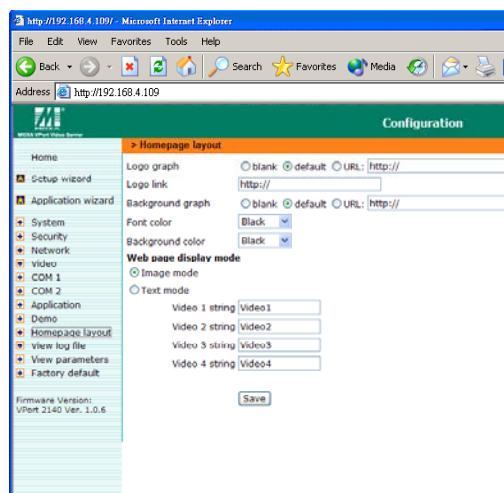 http://192.168.4.109/ - Microsoft Internet Explorer
File Edit View Favorites Tools Help
Back Search Favorites Media
Address http://192.168.4.109
MOXA VPort Video Server
Configuration
Home
Setup wizard
Application wizard
System
Security
Network
Video
COM 1
COM 2
Application
Demo
Homepage layout
View log file
View parameters
Factory default
Firmware Version:
VPort 2140 Ver. 1.0.6
> Homepage layout
Logo graph blank default URL: http://
Logo link http://
Background graph blank default URL: http://
Font color Black
Background color Black
Web page display mode
Image mode
Text mode
Video 1 string Video1
Video 2 string Video2
Video 3 string Video3
Video 4 string Video4
Save